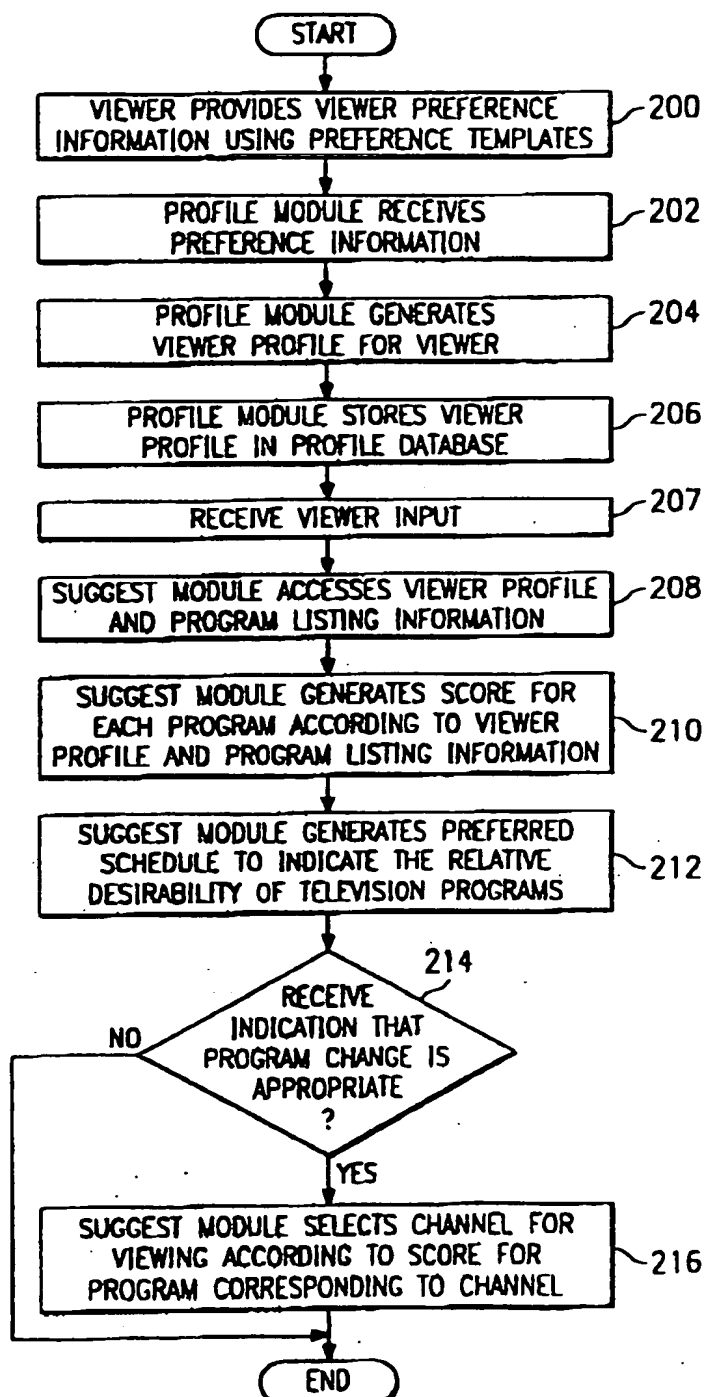 START
VIEWER PROVIDES VIEWER PREFERENCE
INFORMATION USING PREFERENCE TEMPLATES
200
PROFILE MODULE RECEIVES
PREFERENCE INFORMATION
202
PROFILE MODULE GENERATES
VIEWER PROFILE FOR VIEWER
204
PROFILE MODULE STORES VIEWER
PROFILE IN PROFILE DATABASE
206
RECEIVE VIEWER INPUT
207
SUGGEST MODULE ACCESSES VIEWER PROFILE
AND PROGRAM LISTING INFORMATION
208
SUGGEST MODULE GENERATES SCORE FOR
EACH PROGRAM ACCORDING TO VIEWER
PROFILE AND PROGRAM LISTING INFORMATION
210
SUGGEST MODULE GENERATES PREFERRED
SCHEDULE TO INDICATE THE RELATIVE
DESIRABILITY OF TELEVISION PROGRAMS
212
214
RECEIVE
INDICATION THAT
PROGRAM CHANGE IS
APPROPRIATE
?
NO
YES
SUGGEST MODULE SELECTS CHANNEL FOR
VIEWING ACCORDING TO SCORE FOR
PROGRAM CORRESPONDING TO CHANNEL
216
END